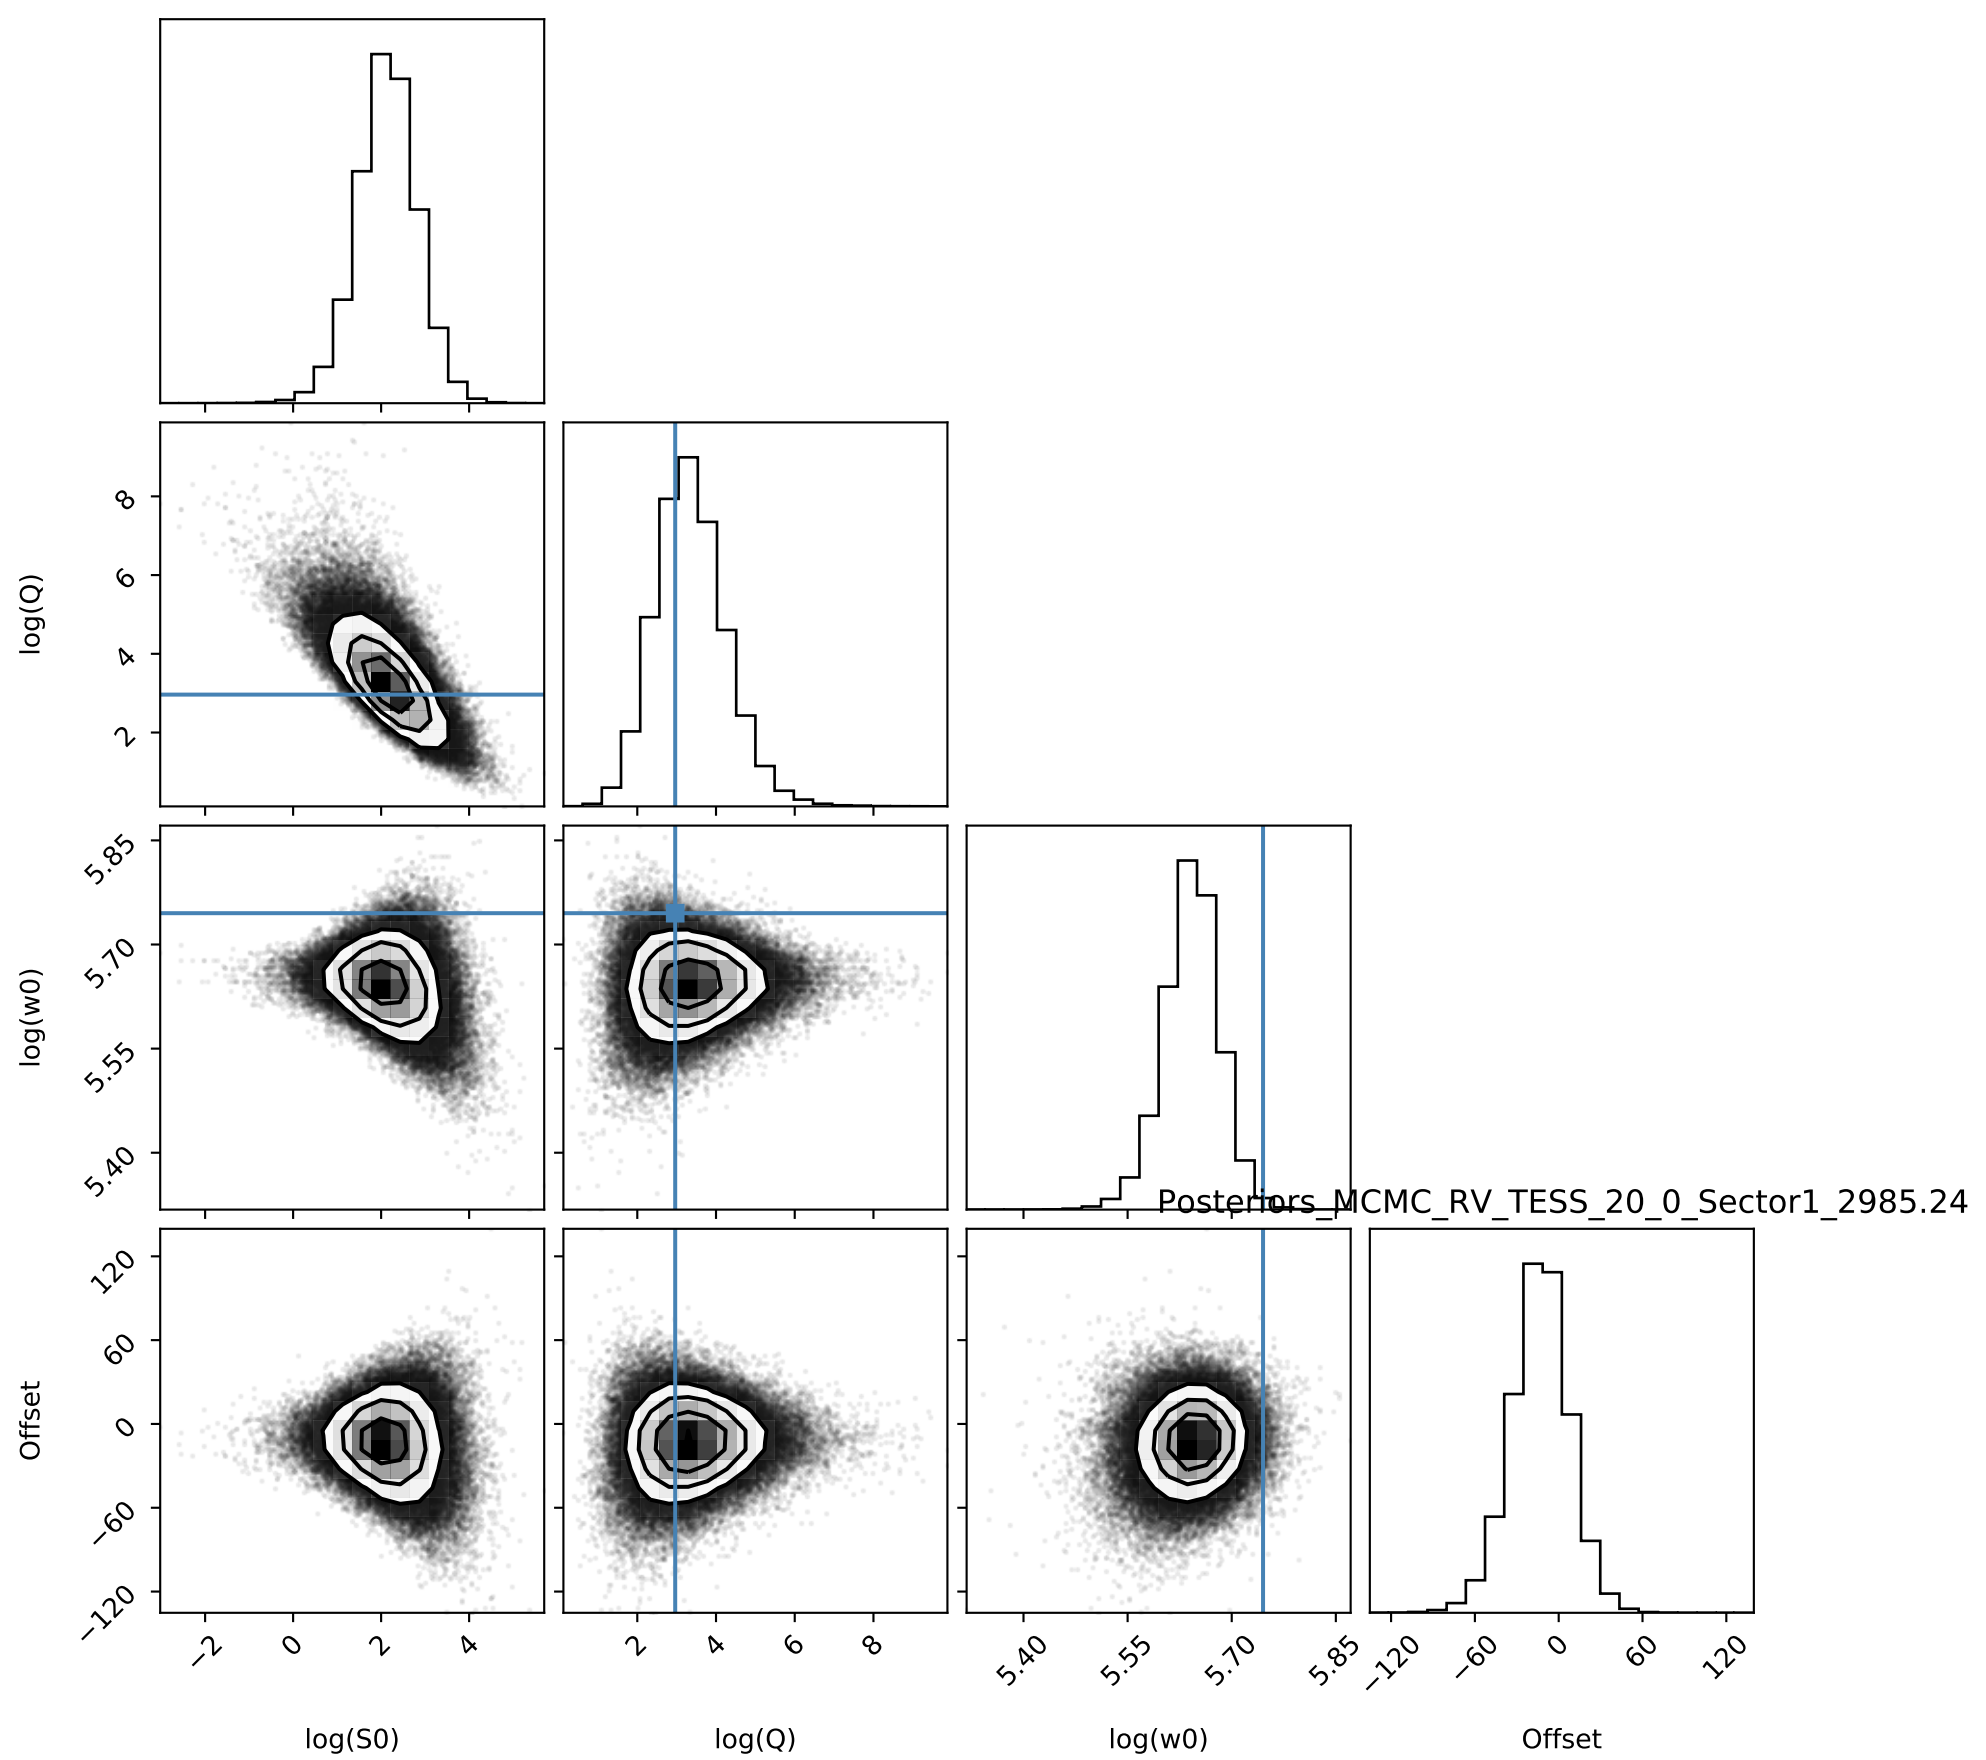 8
6
4
2
log(Q)
5.85
5.70
5.55
5.40
log(w0)
Posteriors_MCMC_RV_TESS_20_0_Sector1_2985.24
120
60
0
−60
−120
Offset
−2 0 2 4
2 4 6 8
5.40 5.55 5.70 5.85
−120 −60 0 60 120
log(S0) log(Q) log(w0) Offset